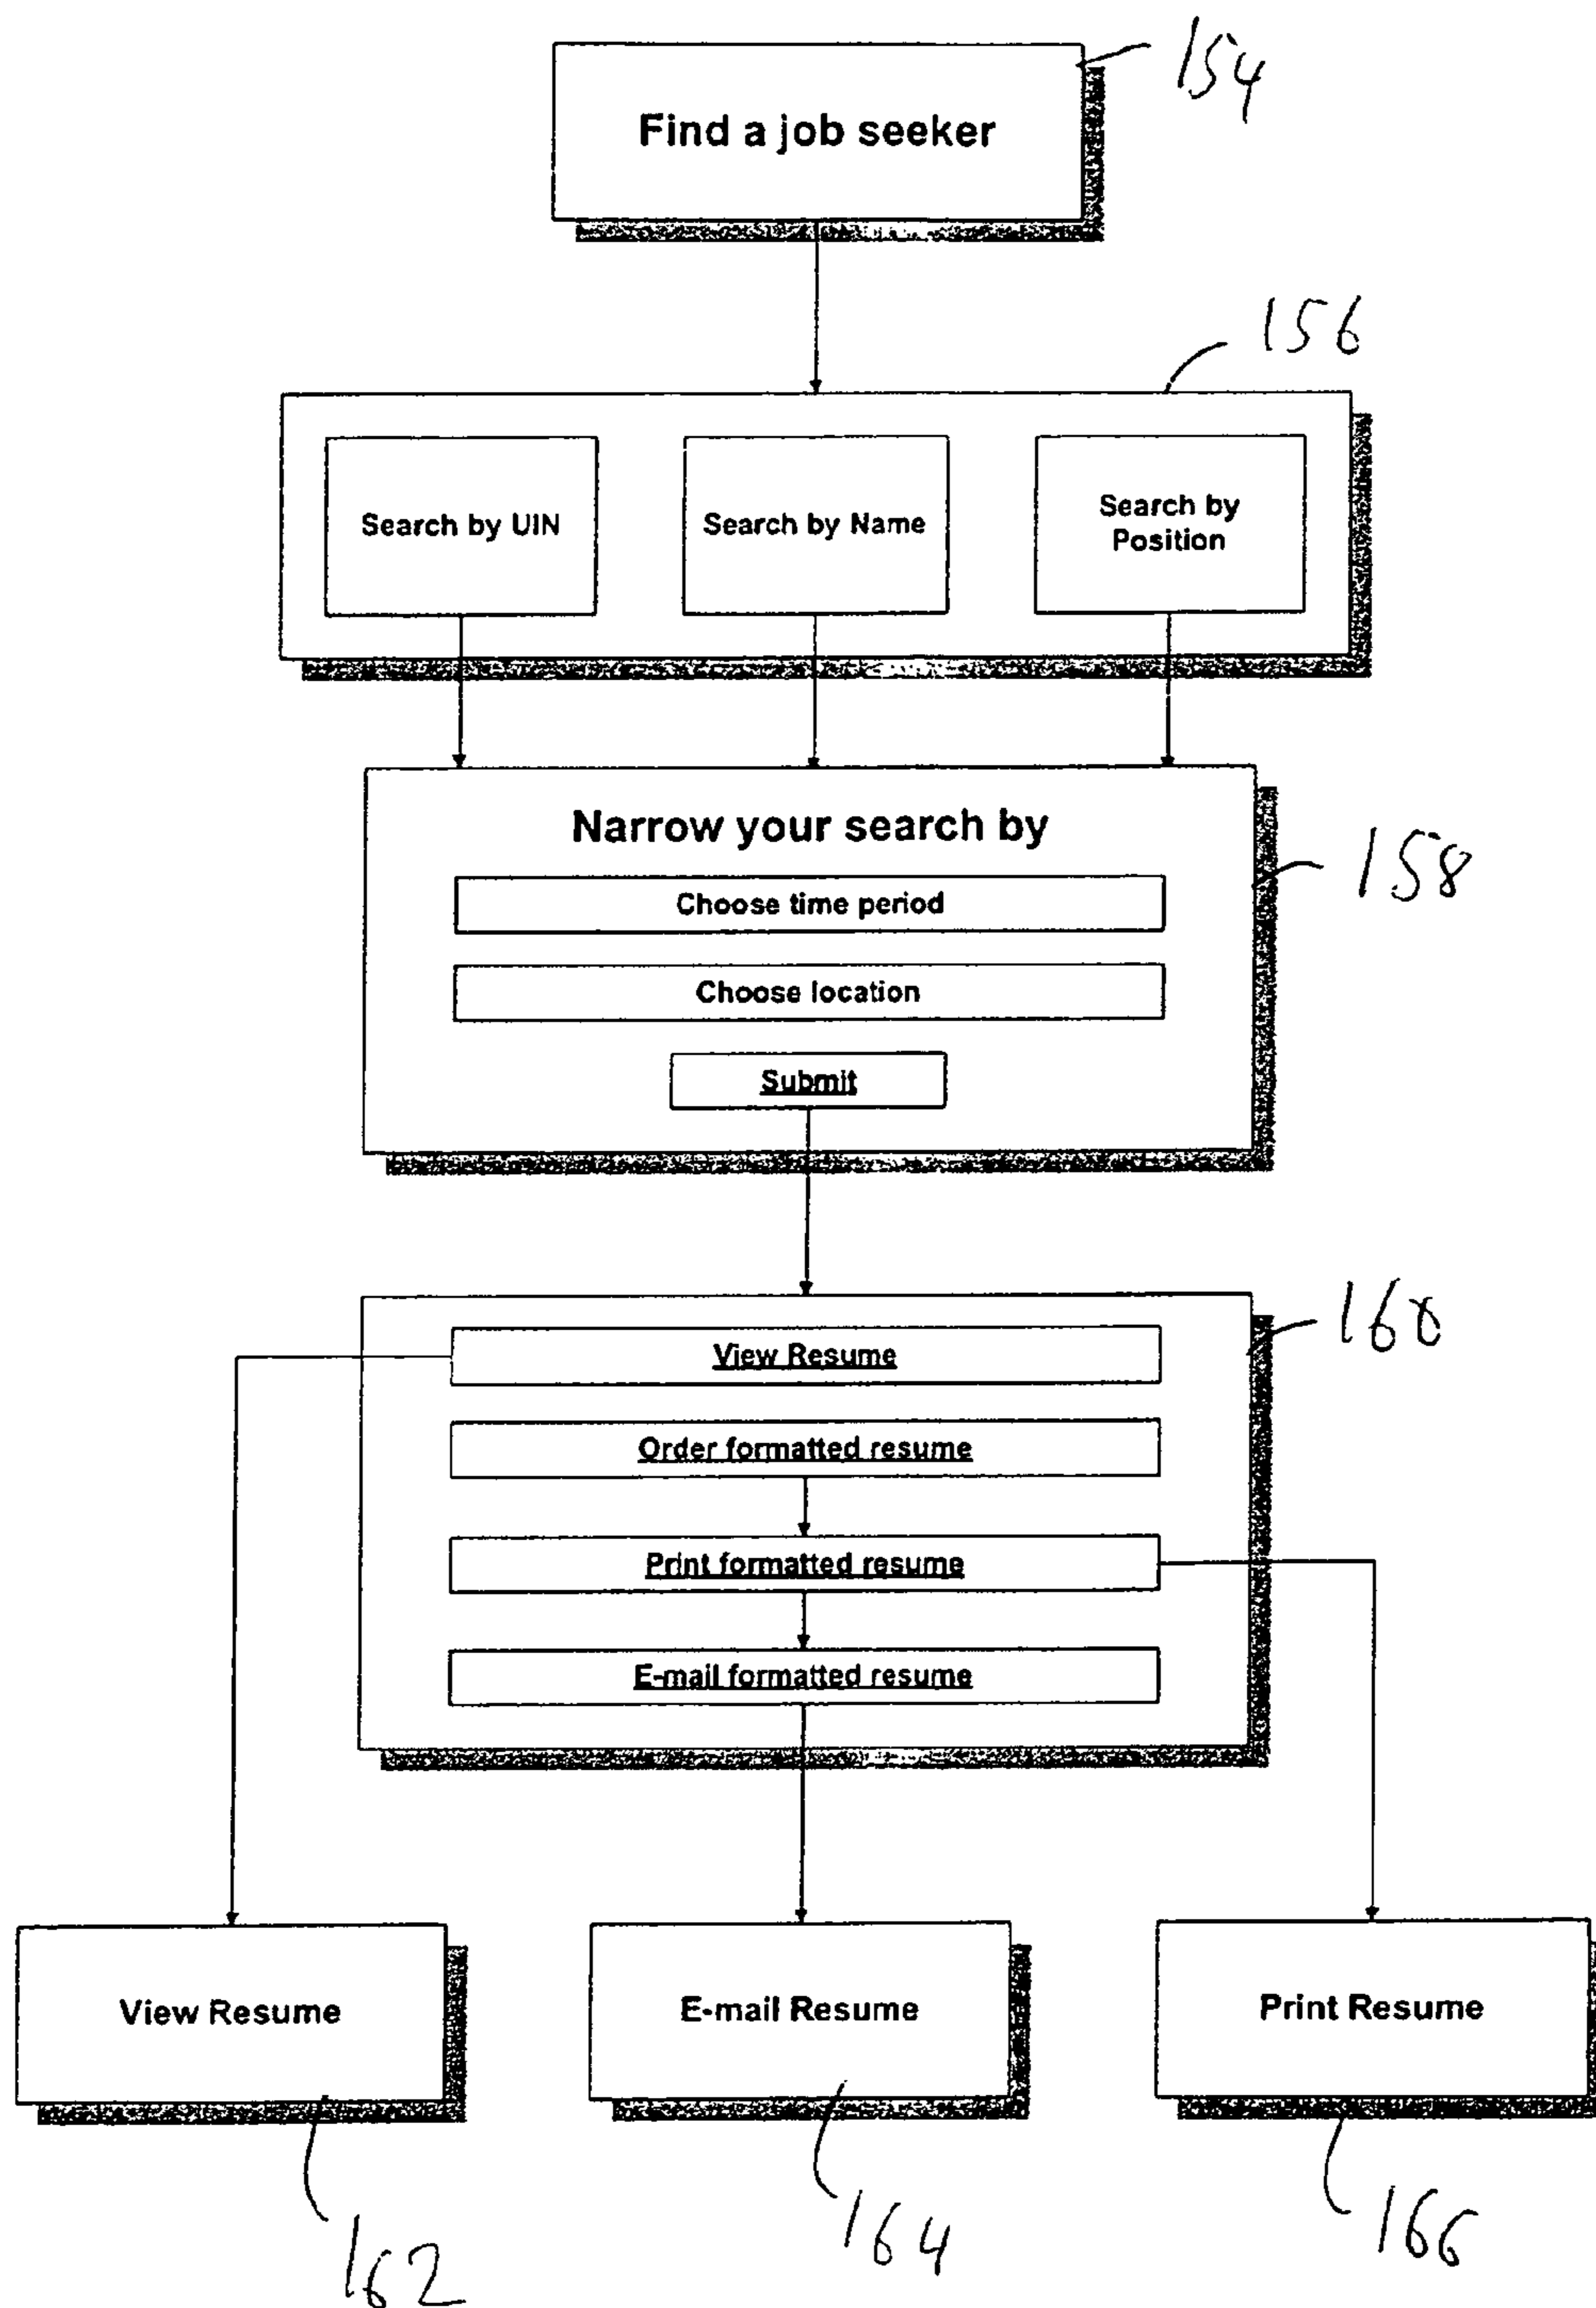 154
Find a job seeker
156
Search by UIN
Search by Name
Search by
Position
Narrow your search by
158
Choose time period
Choose location
Submit
160
View Resume
Order formatted resume
Print formatted resume
E-mail formatted resume
View Resume
E-mail Resume
Print Resume
162
164
166